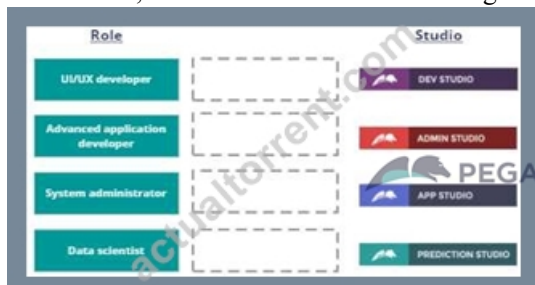 Role Studio
UI/UX developer DEV STUDIO
Advanced application
developer
ADMIN STUDIO
System administrator APP STUDIO
Data scientist PREDICTION STUDIO
PEGA
actualtorrent.com